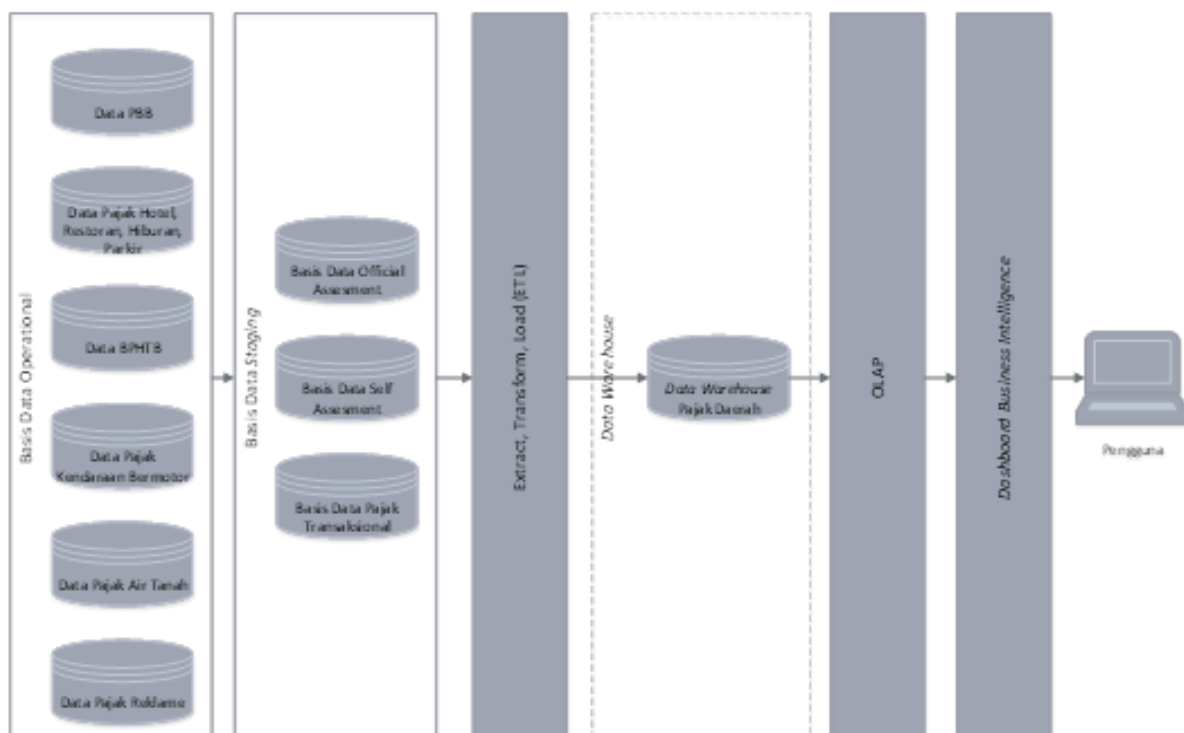 Basis Data Operational
Data PBB
Data Pajak Hotel,
Restoran, Hiburan,
Parkir
Data BPHTB
Data Pajak
Kendaraan Bermotor
Data Pajak Air Tanah
Data Pajak Reklame
Basis Data Staging
Basis Data Official
Assesment
Basis Data Self
Assesment
Basis Data Pajak
Transaksional
Extract, Transform, Load (ETL)
Data Warehouse
Data Warehouse
Pajak Daerah
OLAP
Dashboard Business Intelligence
Pengguna